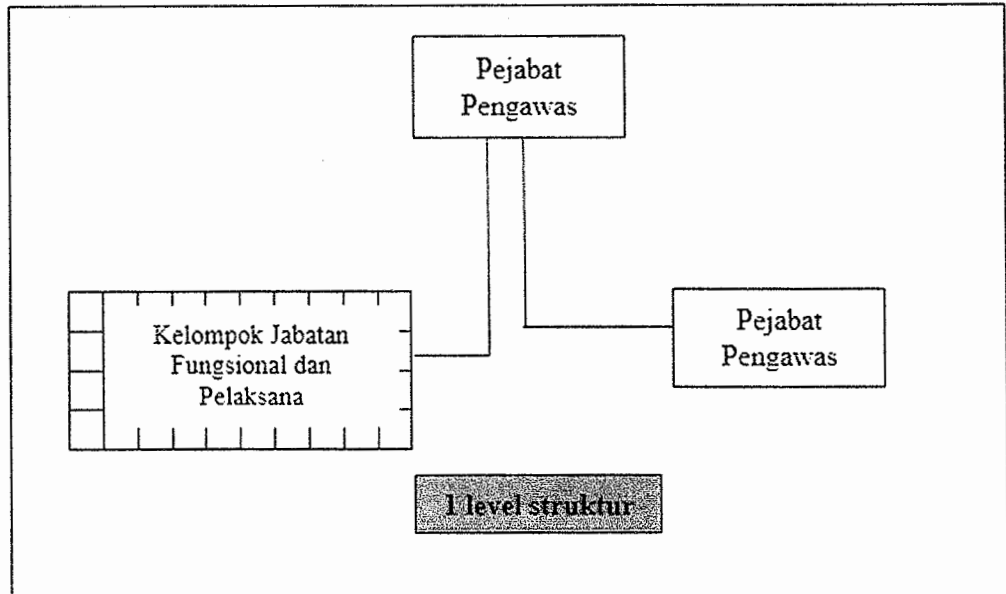 Pejabat
Pengawas
Kelompok Jabatan
Fungsional dan
Pelaksana
Pejabat
Pengawas
1 level struktur